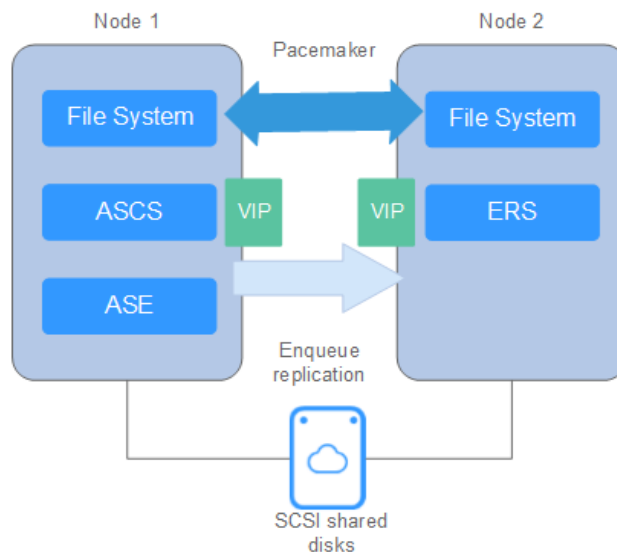 Node 1
Node 2
Pacemaker
File System
File System
ASCS
VIP
VIP
ERS
ASE
Enqueue
replication
SCSI shared
disks